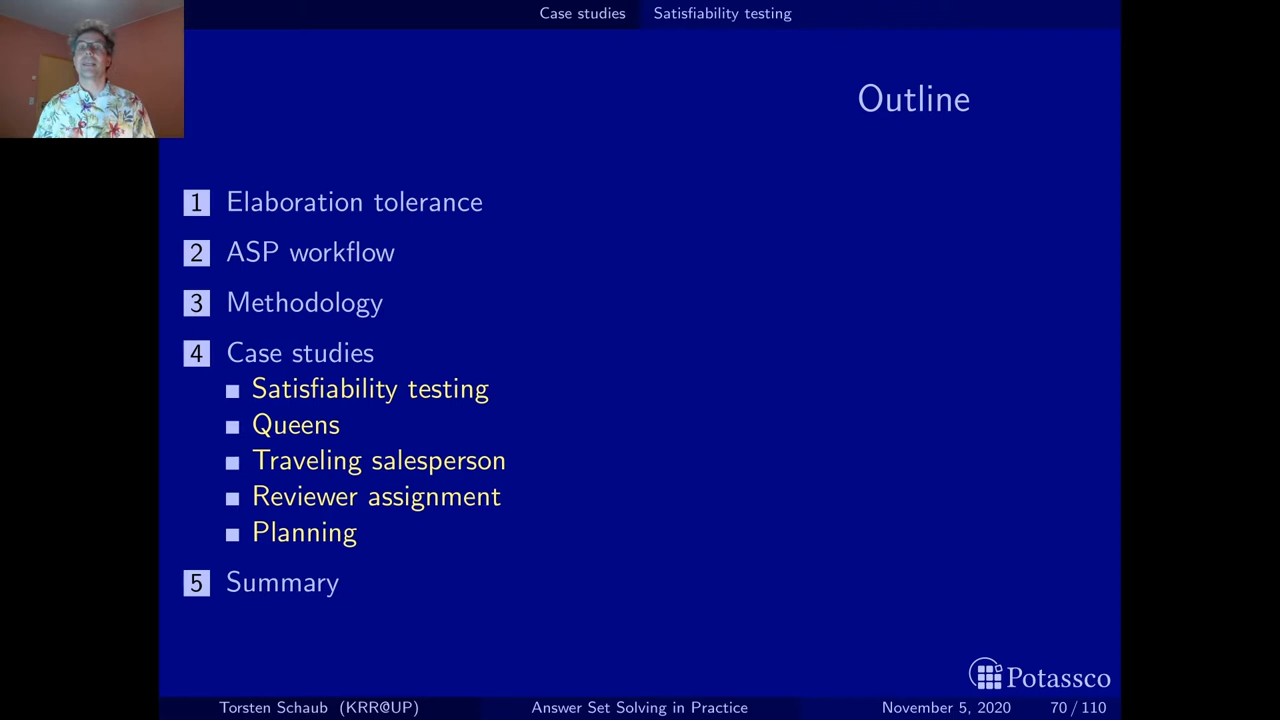 Case studies Satisfiability testing
Outline
1 Elaboration tolerance
2 ASP workflow
3 Methodology
4 Case studies
Satisfiability testing
Queens
Traveling salesperson
Reviewer assignment
Planning
5 Summary
Potassco
Torsten Schaub (KRR@UP) Answer Set Solving in Practice November 5, 2020 70 / 110